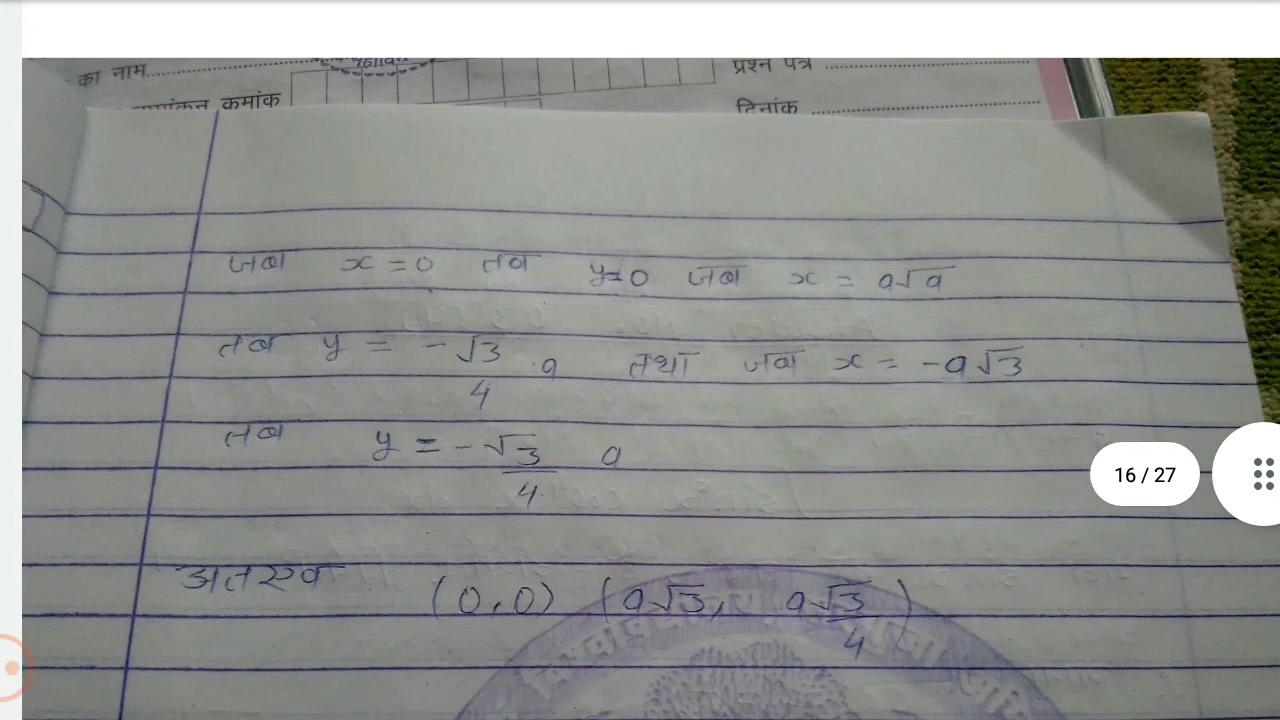 का नाम
प्रश्न पत्र
क्रमांक
दिनांक
जब x = 0 तब y=0 जब x = a√a
तब y = -√3/4 . a तथा जब x = -a√3
तब y = -√3/4 a
16 / 27
अतएव (0,0) (a√3, a√3/4)